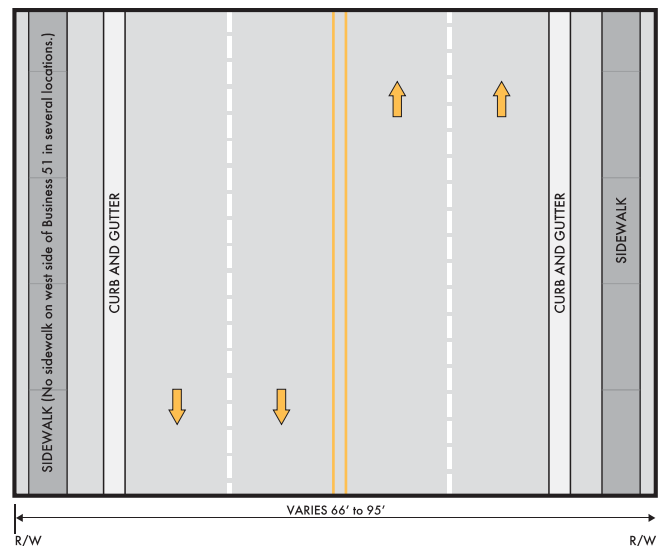 SIDEWALK (No sidewalk on west side of Business 51 in several locations.)
CURB AND GUTTER
CURB AND GUTTER
SIDEWALK
VARIES 66’ to 95’
R/W
R/W